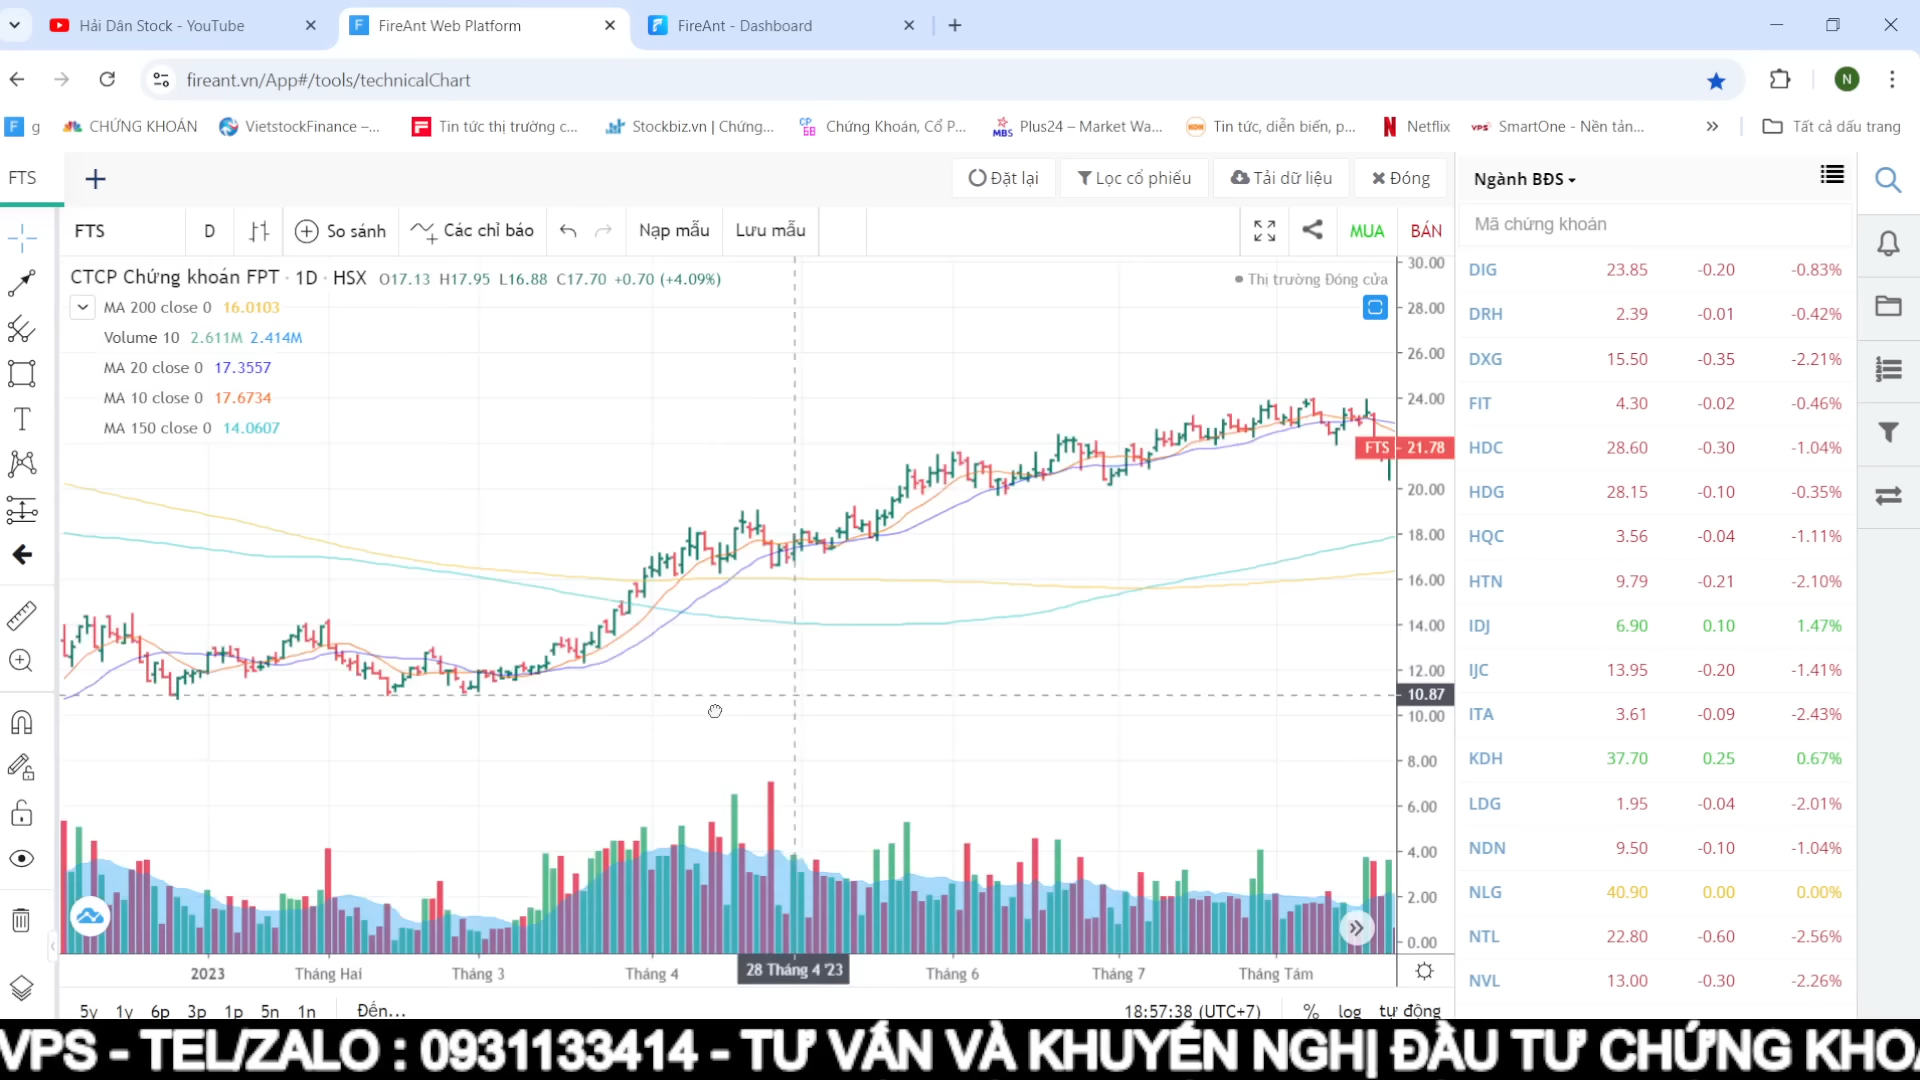 Hải Dân Stock - YouTube
FireAnt Web Platform
FireAnt - Dashboard
fireant.vn/App#/tools/technicalChart
N
g
CHỨNG KHOÁN
VietstockFinance –...
Tin tức thị trường c...
Stockbiz.vn | Chứng...
Chứng Khoán, Cổ P...
Plus24 – Market Wa...
Tin tức, diễn biến, p...
Netflix
SmartOne - Nền tản...
Tất cả dấu trang
FTS
Đặt lại
Lọc cổ phiếu
Tải dữ liệu
Đóng
Ngành BĐS
FTS
D
So sánh
Các chỉ báo
Nạp mẫu
Lưu mẫu
MUA
BÁN
Mã chứng khoán
CTCP Chứng khoán FPT · 1D · HSX O17.13 H17.95 L16.88 C17.70 +0.70 (+4.09%)
Thị trường Đóng cửa
MA 200 close 0 16.0103
Volume 10 2.611M 2.414M
MA 20 close 0 17.3557
MA 10 close 0 17.6734
MA 150 close 0 14.0607
30.00
28.00
26.00
24.00
FTS 21.78
20.00
18.00
16.00
14.00
12.00
10.87
10.00
8.00
6.00
4.00
2.00
0.00
DIG 23.85 -0.20 -0.83%
DRH 2.39 -0.01 -0.42%
DXG 15.50 -0.35 -2.21%
FIT 4.30 -0.02 -0.46%
HDC 28.60 -0.30 -1.04%
HDG 28.15 -0.10 -0.35%
HQC 3.56 -0.04 -1.11%
HTN 9.79 -0.21 -2.10%
IDJ 6.90 0.10 1.47%
IJC 13.95 -0.20 -1.41%
ITA 3.61 -0.09 -2.43%
KDH 37.70 0.25 0.67%
LDG 1.95 -0.04 -2.01%
NDN 9.50 -0.10 -1.04%
NLG 40.90 0.00 0.00%
NTL 22.80 -0.60 -2.56%
NVL 13.00 -0.30 -2.26%
2023
Tháng Hai
Tháng 3
Tháng 4
28 Tháng 4 '23
Tháng 6
Tháng 7
Tháng Tám
5y 1y 6p 3p 1p 5n 1n Đến...
18:57:38 (UTC+7) % log tự động
VPS - TEL/ZALO : 0931133414 - TƯ VẤN VÀ KHUYẾN NGHỊ ĐẦU TƯ CHỨNG KHOÁ